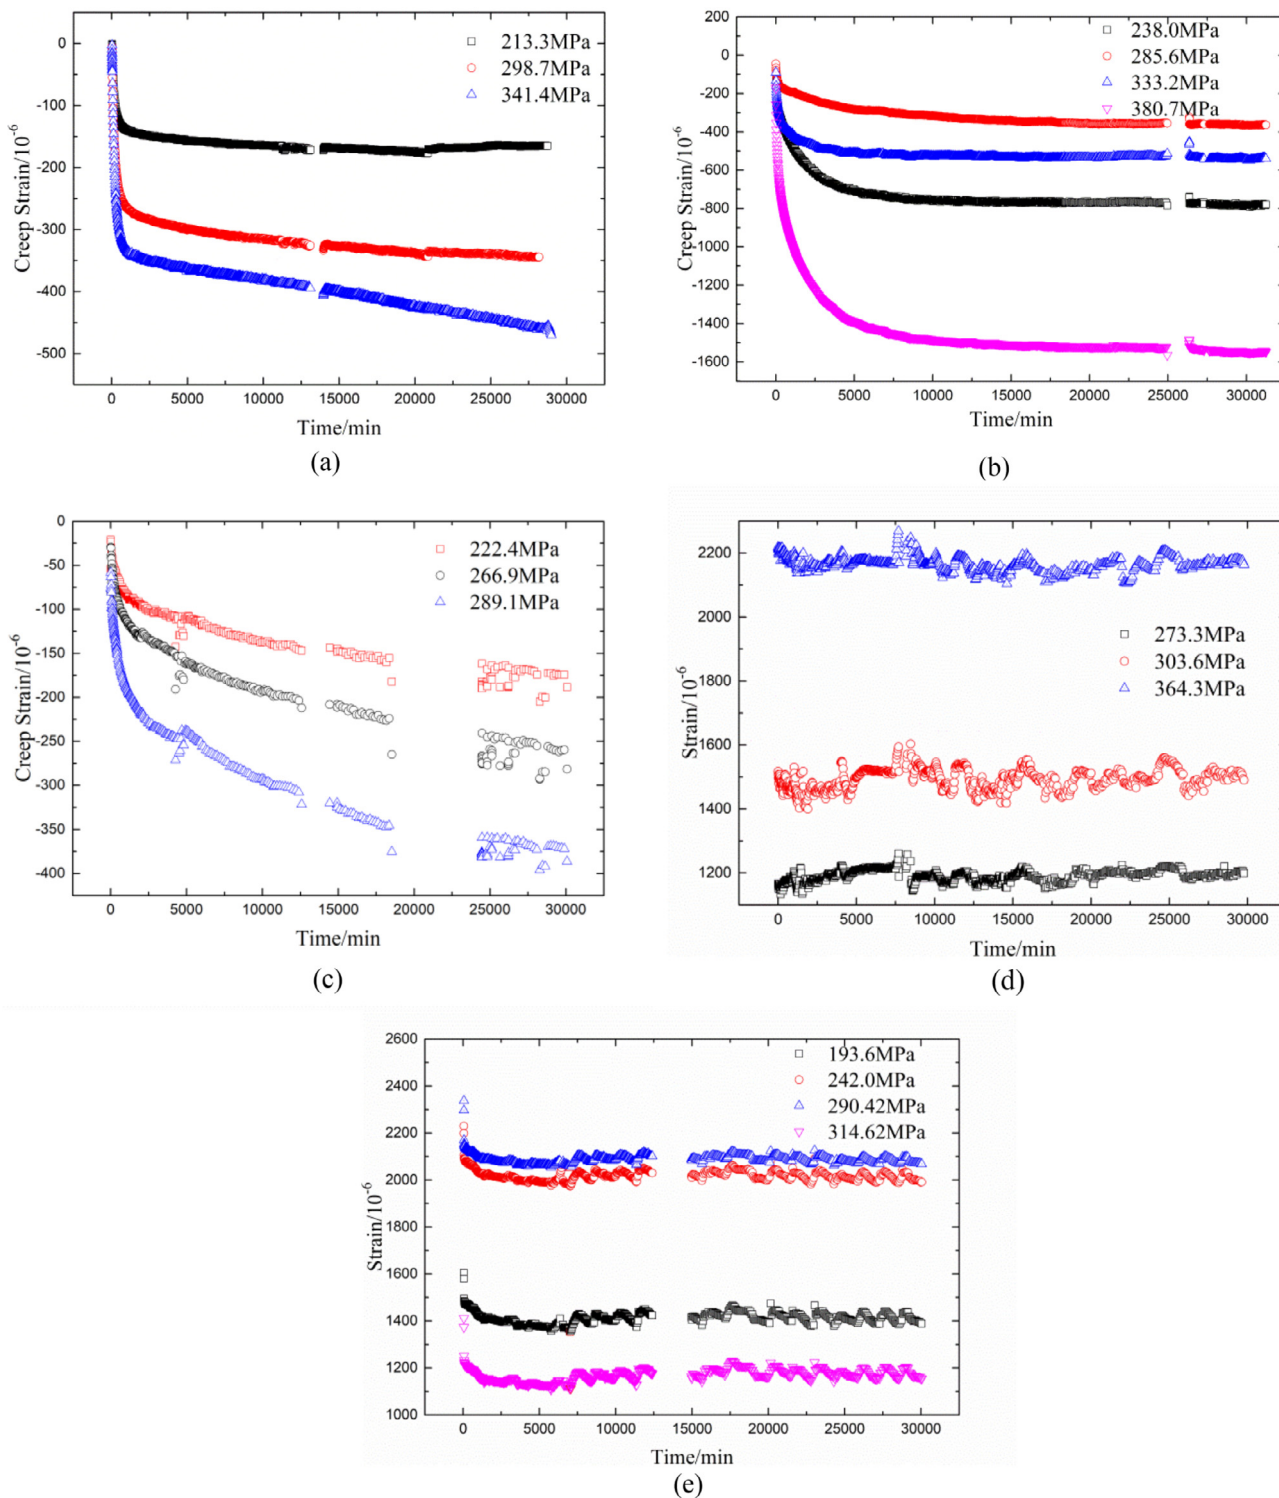 213.3MPa
298.7MPa
341.4MPa
0
-100
-200
-300
-400
-500
Creep Strain/10-6
0 5000 10000 15000 20000 25000 30000
Time/min
(a)
238.0MPa
285.6MPa
333.2MPa
380.7MPa
200
0
-200
-400
-600
-800
-1000
-1200
-1400
-1600
Creep Strain/10-6
0 5000 10000 15000 20000 25000 30000
Time/min
(b)
222.4MPa
266.9MPa
289.1MPa
0
-50
-100
-150
-200
-250
-300
-350
-400
Creep Strain/10-6
0 5000 10000 15000 20000 25000 30000
Time/min
(c)
273.3MPa
303.6MPa
364.3MPa
2200
2000
1800
1600
1400
1200
Strain/10-6
0 5000 10000 15000 20000 25000 30000
Time/min
(d)
193.6MPa
242.0MPa
290.42MPa
314.62MPa
2600
2400
2200
2000
1800
1600
1400
1200
1000
Strain/10-6
0 5000 10000 15000 20000 25000 30000
Time/min
(e)